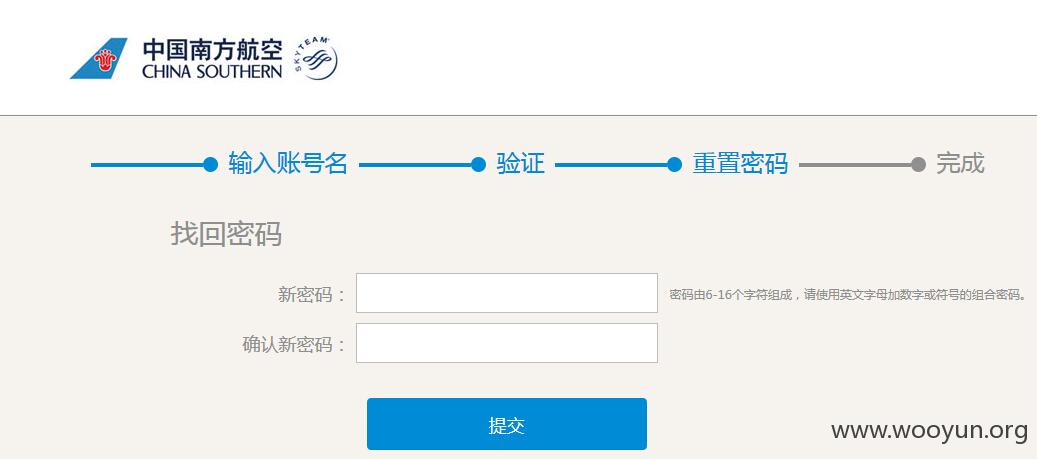 中国南方航空
CHINA SOUTHERN
SKYTEAM
输入账号名 验证 重置密码 完成
找回密码
新密码： 密码由6-16个字符组成，请使用英文字母加数字或符号的组合密码。
确认新密码：
提交
www.wooyun.org